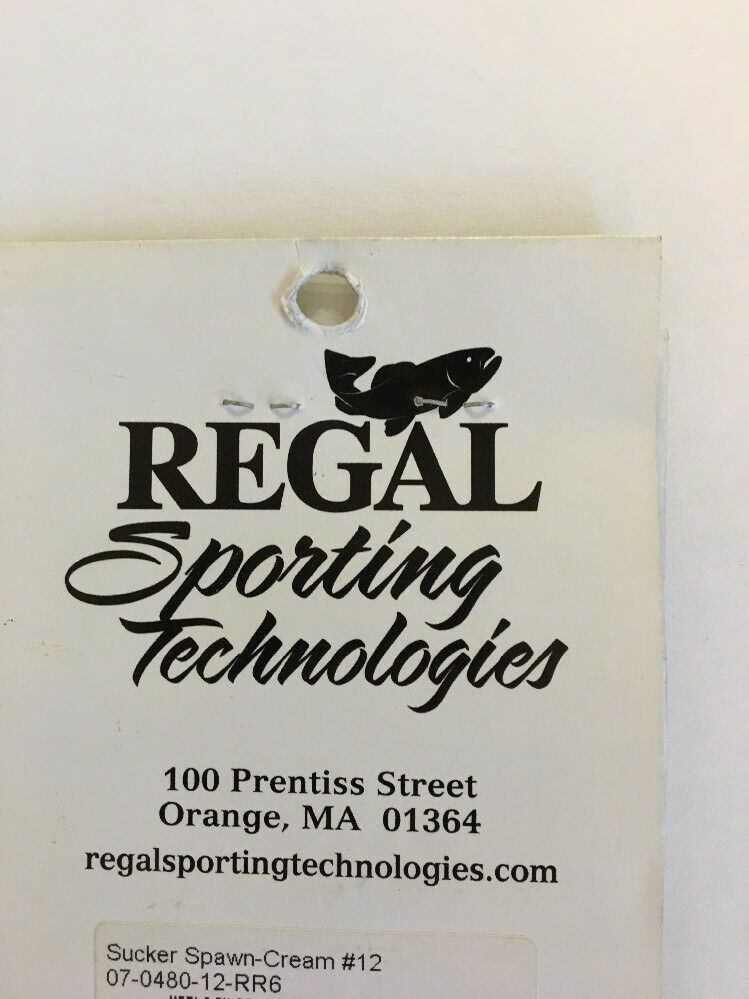 REGAL
Sporting
Technologies
100 Prentiss Street
Orange, MA 01364
regalsportingtechnologies.com
Sucker Spawn-Cream #12
07-0480-12-RR6